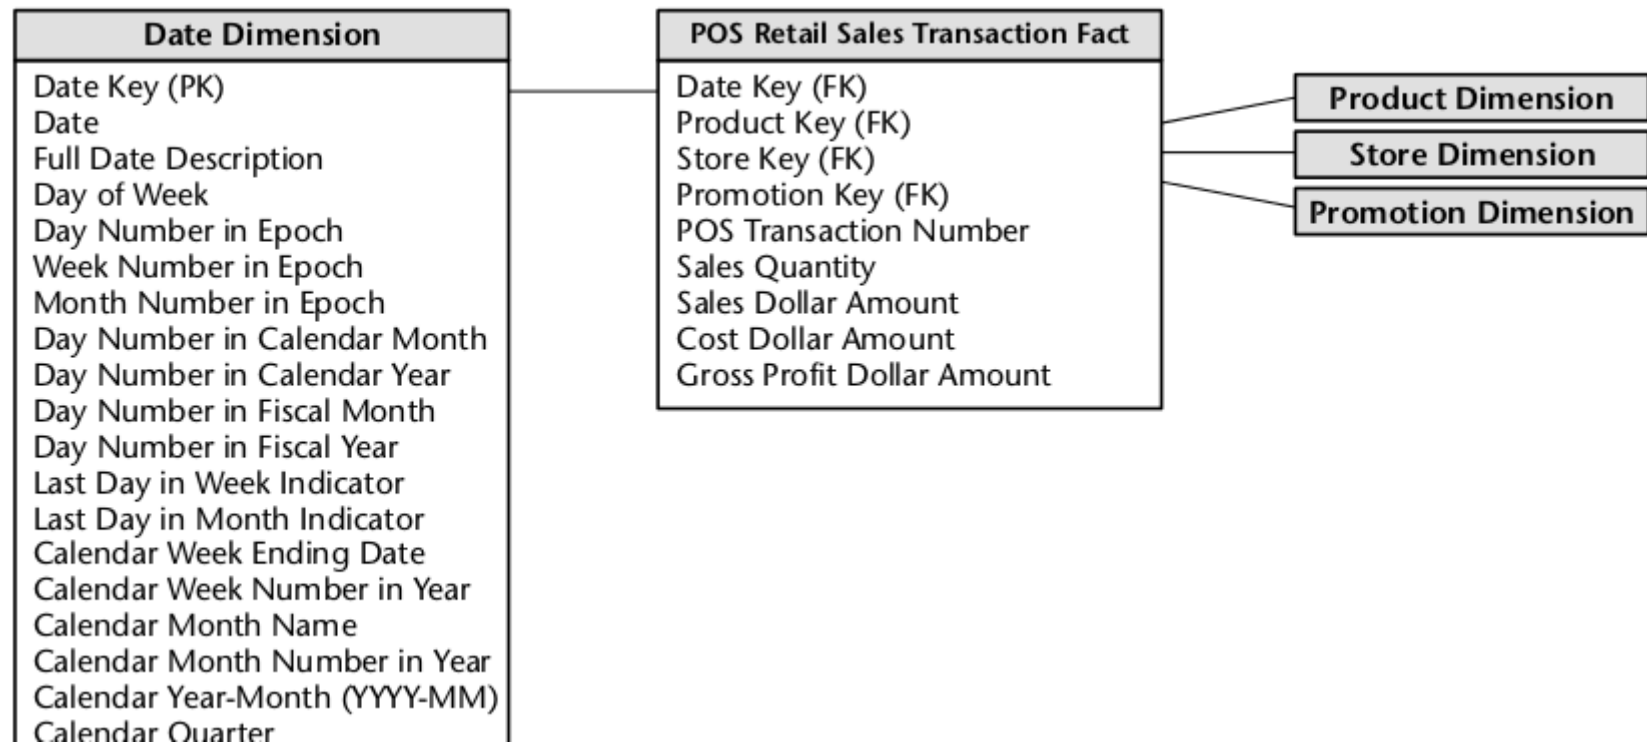 Date Dimension
Date Key (PK)
Date
Full Date Description
Day of Week
Day Number in Epoch
Week Number in Epoch
Month Number in Epoch
Day Number in Calendar Month
Day Number in Calendar Year
Day Number in Fiscal Month
Day Number in Fiscal Year
Last Day in Week Indicator
Last Day in Month Indicator
Calendar Week Ending Date
Calendar Week Number in Year
Calendar Month Name
Calendar Month Number in Year
Calendar Year-Month (YYYY-MM)
Calendar Quarter
POS Retail Sales Transaction Fact
Date Key (FK)
Product Key (FK)
Store Key (FK)
Promotion Key (FK)
POS Transaction Number
Sales Quantity
Sales Dollar Amount
Cost Dollar Amount
Gross Profit Dollar Amount
Product Dimension
Store Dimension
Promotion Dimension